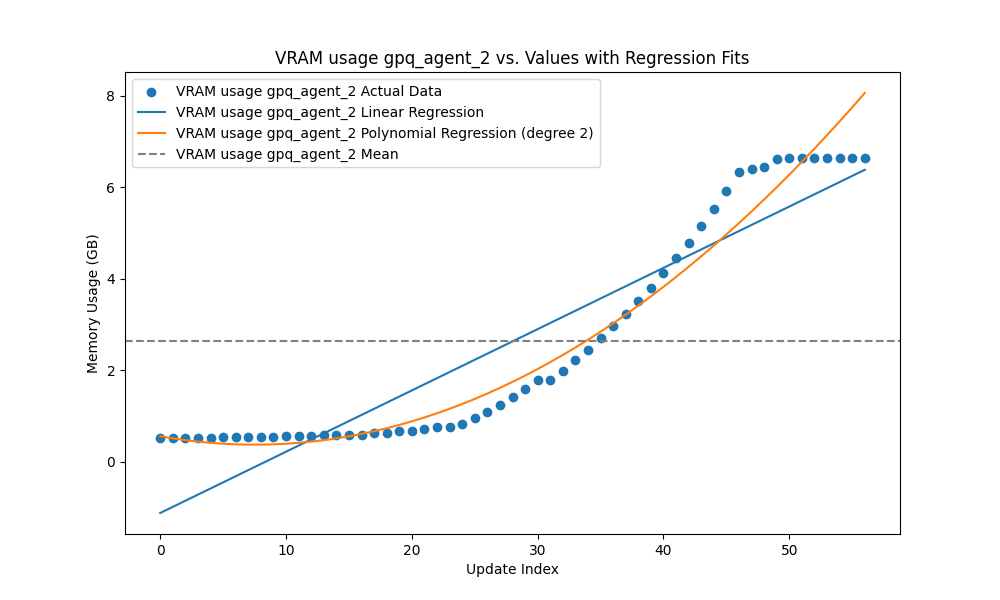 VRAM usage gpq_agent_2 vs. Values with Regression Fits
VRAM usage gpq_agent_2 Actual Data
VRAM usage gpq_agent_2 Linear Regression
VRAM usage gpq_agent_2 Polynomial Regression (degree 2)
VRAM usage gpq_agent_2 Mean
Memory Usage (GB)
8
6
4
2
0
0 10 20 30 40 50
Update Index